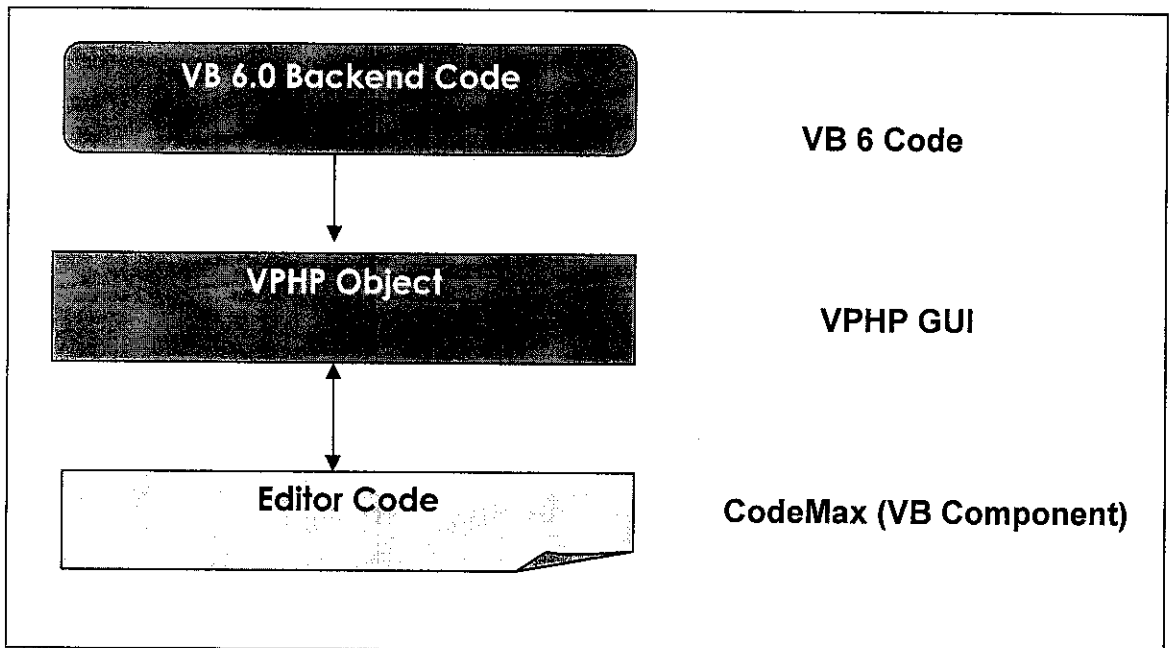 VB 6.0 Backend Code
VB 6 Code
VPHP Object
VPHP GUI
Editor Code
CodeMax (VB Component)